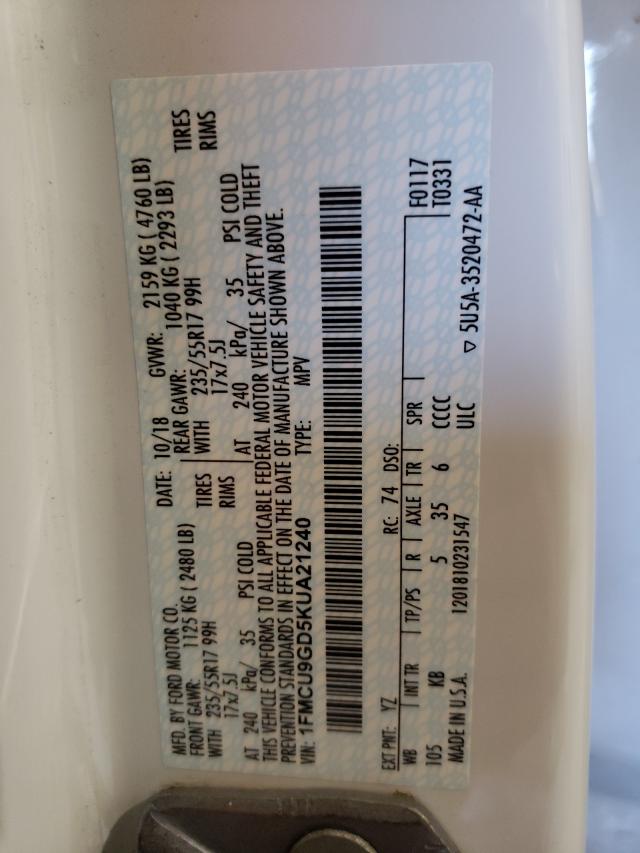 MFD. BY FORD MOTOR CO.
DATE: 10/18 GVWR: 2159 KG ( 4760 LB)
FRONT GAWR: 1125 KG ( 2480 LB) REAR GAWR: 1040 KG ( 2293 LB)
WITH 235/55R17 99H TIRES WITH 235/55R17 99H TIRES
17x7.5J RIMS 17x7.5J RIMS
AT 240 kPa/ 35 PSI COLD AT 240 kPa/ 35 PSI COLD
THIS VEHICLE CONFORMS TO ALL APPLICABLE FEDERAL MOTOR VEHICLE SAFETY AND THEFT
PREVENTION STANDARDS IN EFFECT ON THE DATE OF MANUFACTURE SHOWN ABOVE.
VIN: 1FMCU9GD5KUA21240 TYPE: MPV
EXT PNT: YZ RC: 74 DSO: F0117
WB INT TR TP/PS R AXLE TR SPR T0331
105 KB 5 35 6 CCCC
MADE IN U.S.A. 1201810231547 ULC ▽ 5U5A-3520472-AA